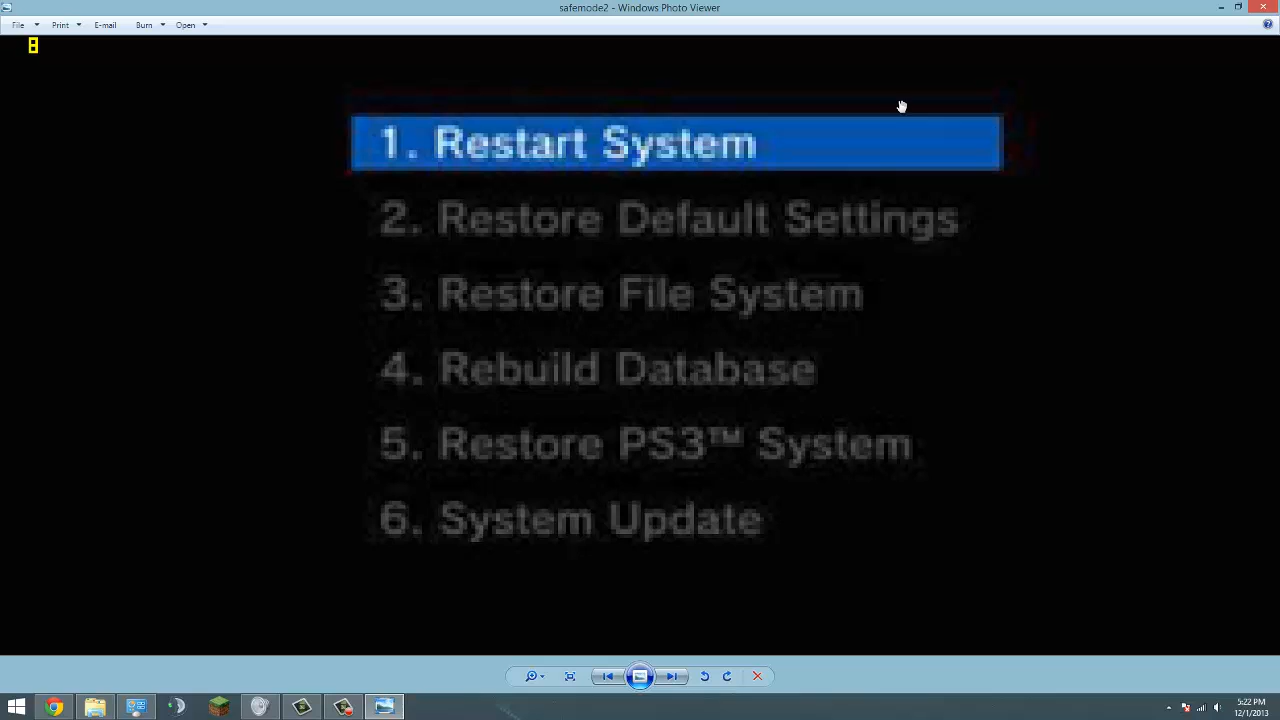 safemode2 - Windows Photo Viewer
File Print E-mail Burn Open
1. Restart System
2. Restore Default Settings
3. Restore File System
4. Rebuild Database
5. Restore PS3™ System
6. System Update
5:22 PM
12/1/2013